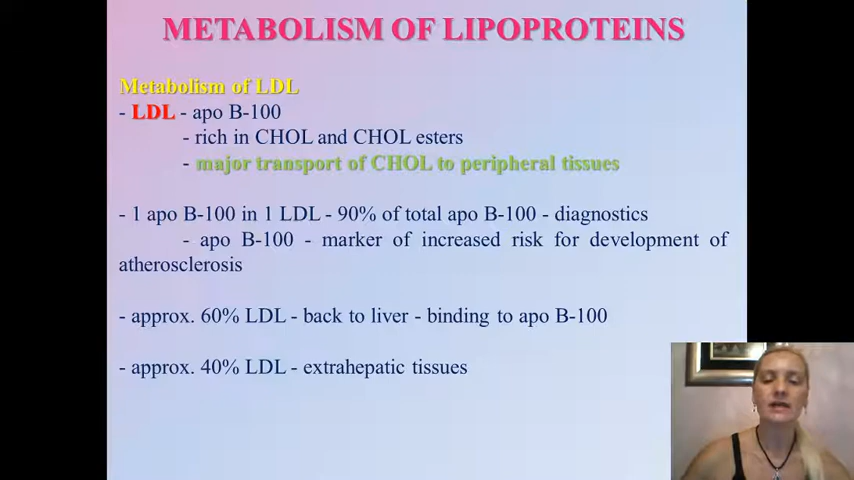 METABOLISM OF LIPOPROTEINS
Metabolism of LDL
- LDL - apo B-100
- rich in CHOL and CHOL esters
- major transport of CHOL to peripheral tissues
- 1 apo B-100 in 1 LDL - 90% of total apo B-100 - diagnostics
- apo B-100 - marker of increased risk for development of
atherosclerosis
- approx. 60% LDL - back to liver - binding to apo B-100
- approx. 40% LDL - extrahepatic tissues